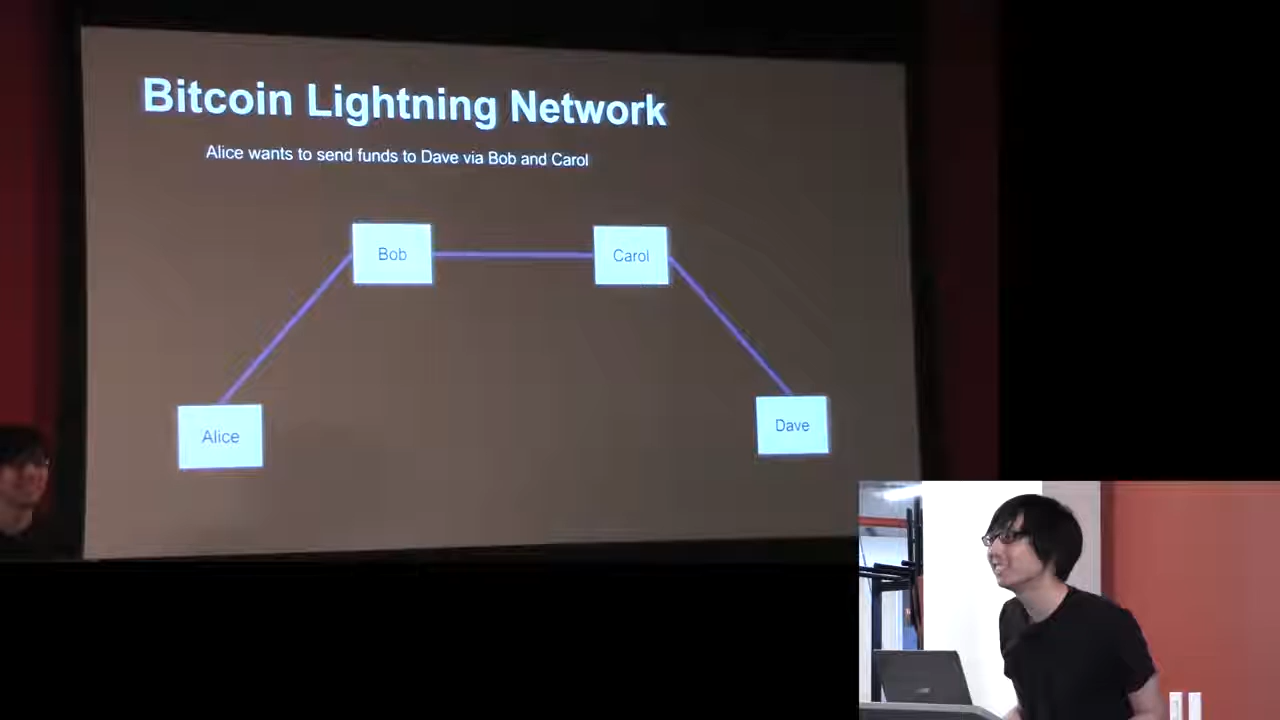 Bitcoin Lightning Network
Alice wants to send funds to Dave via Bob and Carol
Bob
Carol
Alice
Dave